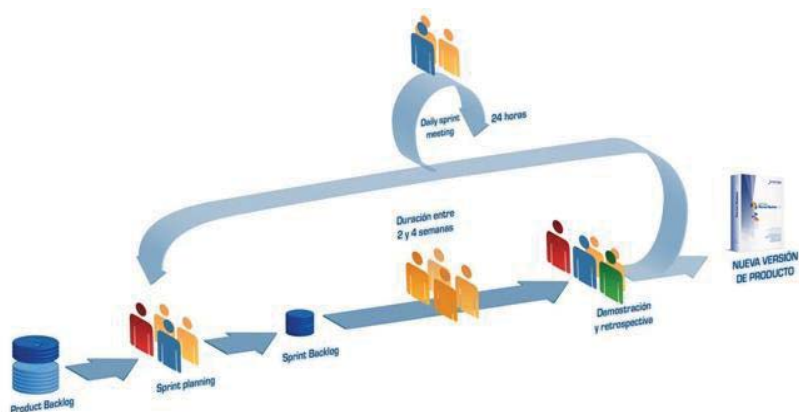 Daily sprint
meeting
24 horas
Duración entre
2 y 4 semanas
NUEVA VERSIÓN
DE PRODUCTO
Demostración
y retrospectiva
Sprint Backlog
Sprint planning
Product Backlog